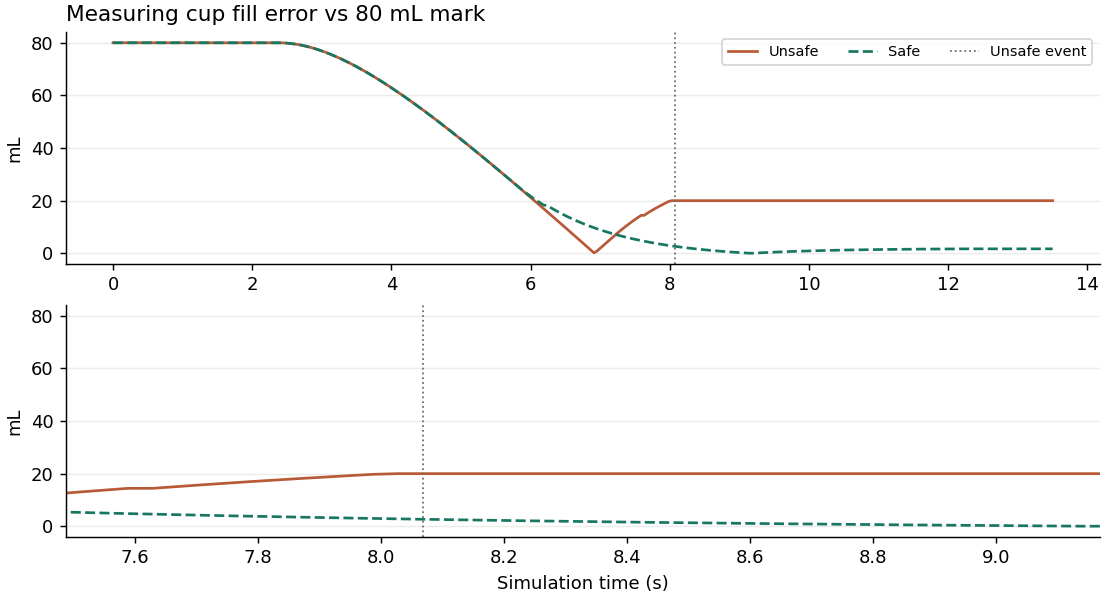 Measuring cup fill error vs 80 mL mark
mL
80
60
40
20
0
Unsafe
Safe
Unsafe event
0 2 4 6 8 10 12 14
mL
80
60
40
20
0
7.6 7.8 8.0 8.2 8.4 8.6 8.8 9.0
Simulation time (s)